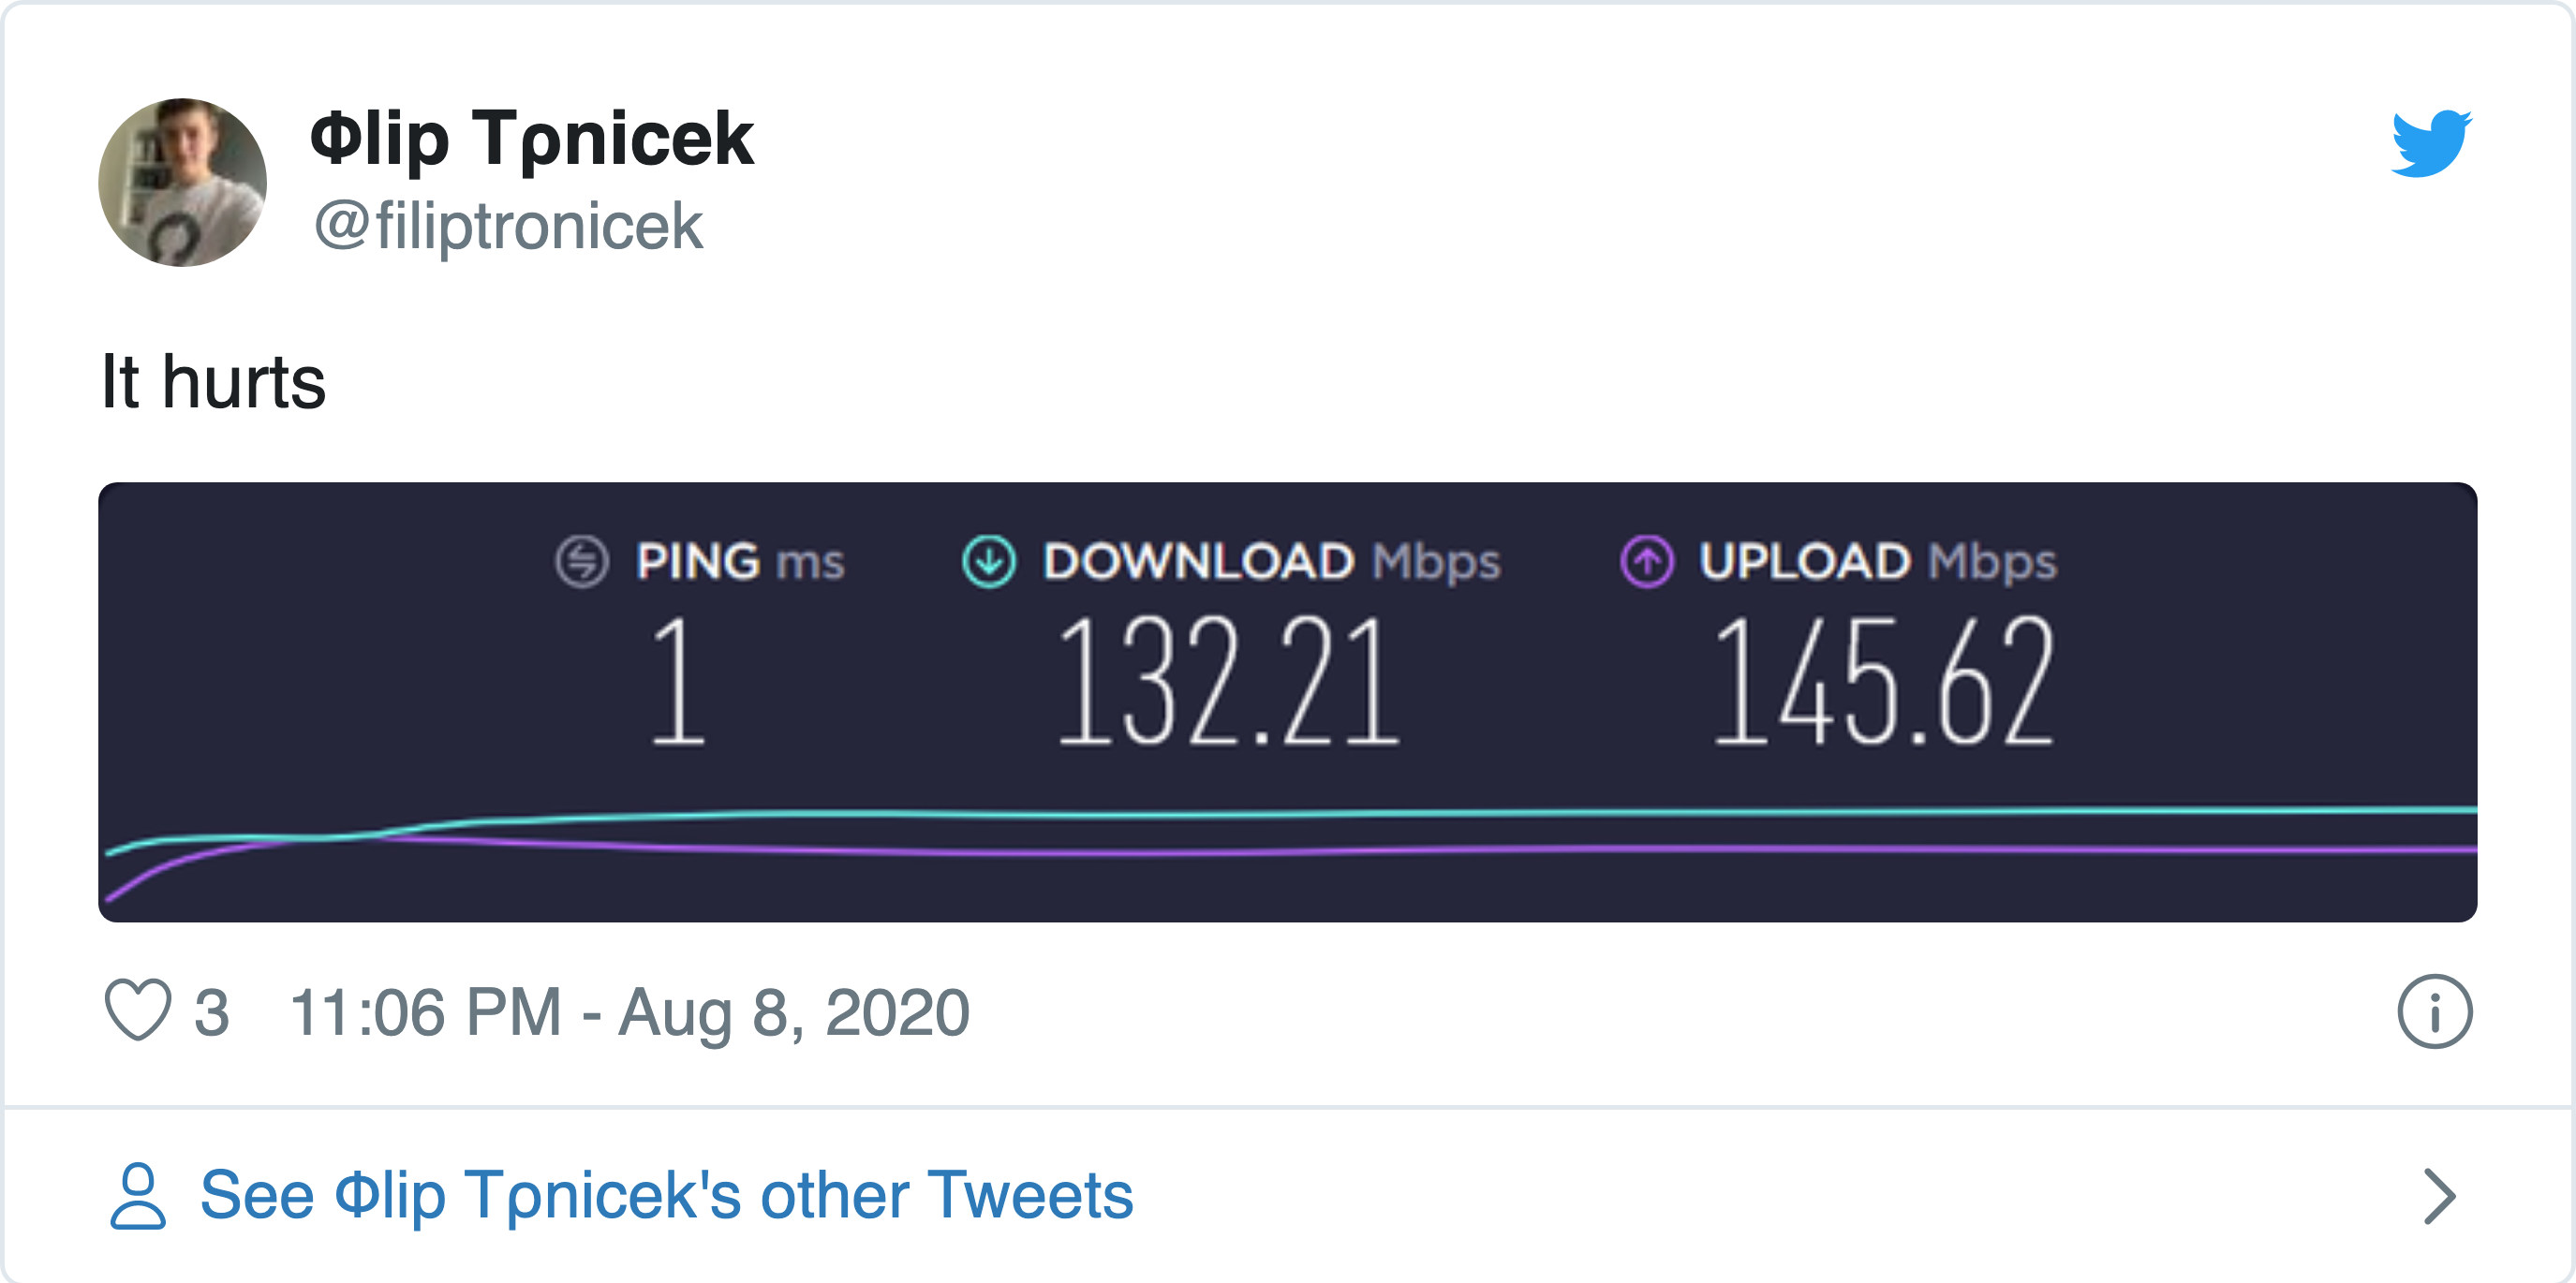 Φlip Tρnicek
@filiptronicek
It hurts
PING ms DOWNLOAD Mbps UPLOAD Mbps
1 132.21 145.62
3 11:06 PM - Aug 8, 2020
See Φlip Tρnicek's other Tweets